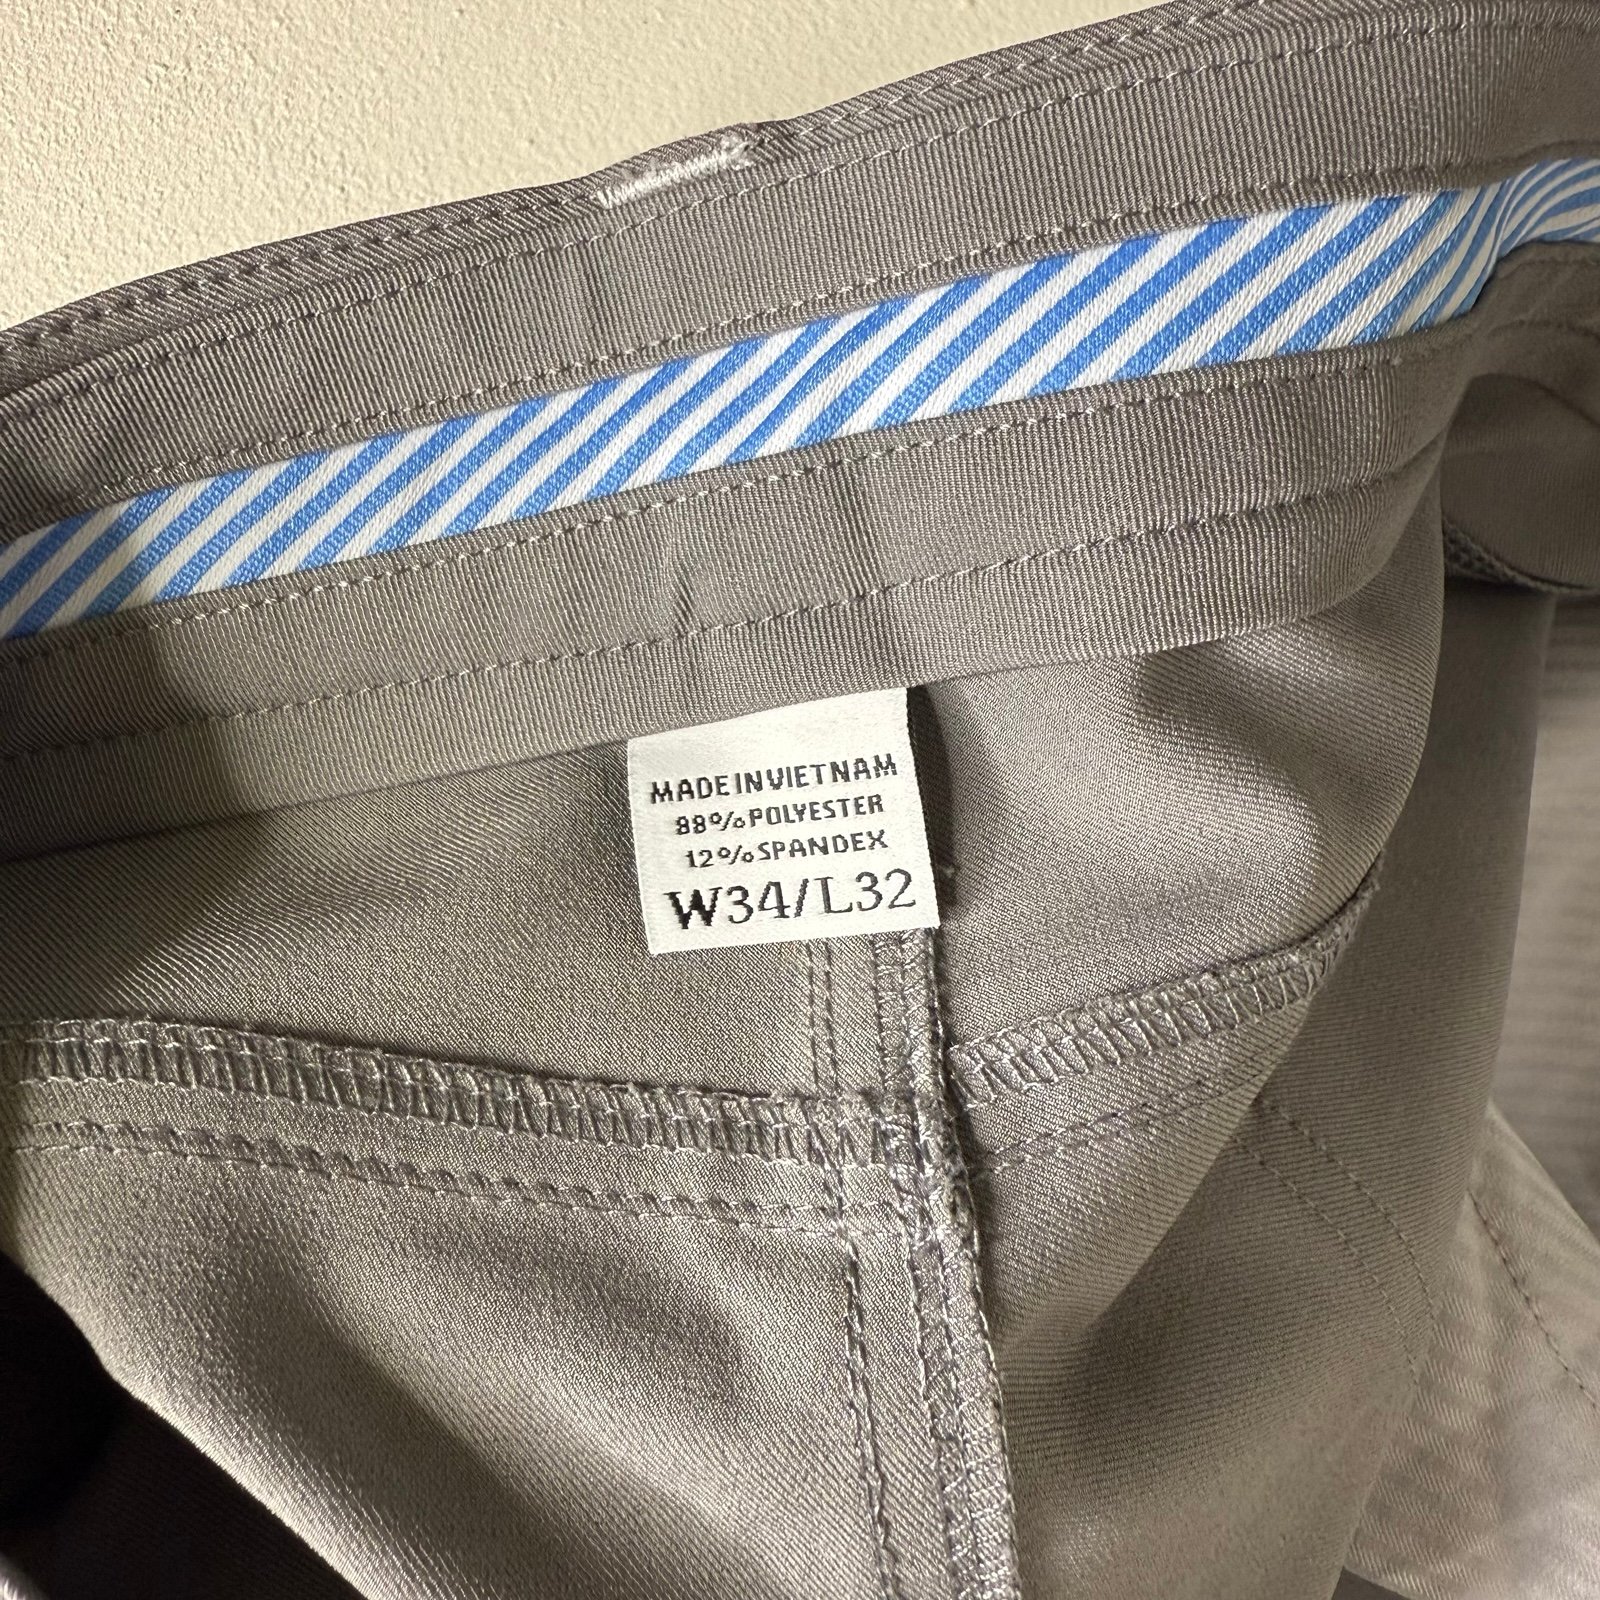 MADE IN VIETNAM
88% POLYESTER
12% SPANDEX
W34/L32